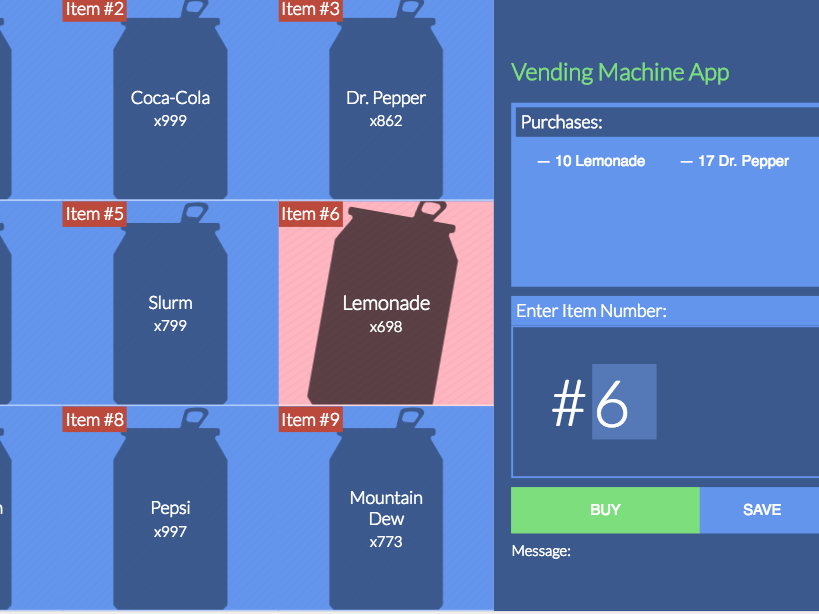 Item #2
Coca-Cola
x999
Item #3
Dr. Pepper
x862
Item #5
Slurm
x799
Item #6
Lemonade
x698
Item #8
Pepsi
x997
Item #9
Mountain
Dew
x773
Vending Machine App
Purchases:
— 10 Lemonade — 17 Dr. Pepper
Enter Item Number:
#6
BUY SAVE
Message: